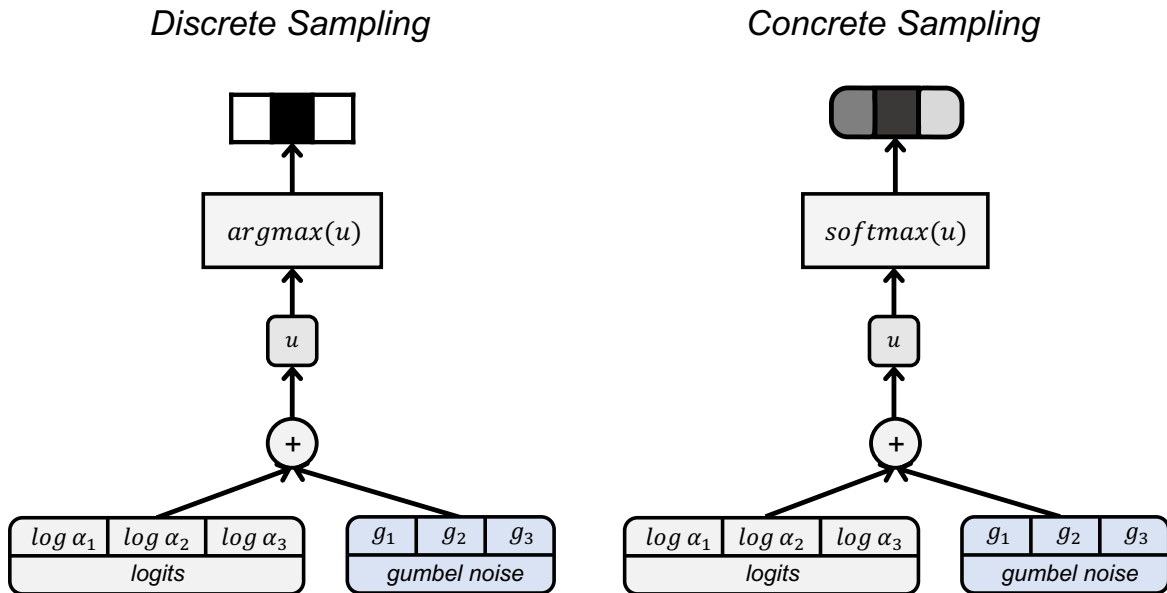 Discrete Sampling
Concrete Sampling
argmax(u)
softmax(u)
u
u
+
+
log α₁ log α₂ log α₃
g₁ g₂ g₃
log α₁ log α₂ log α₃
g₁ g₂ g₃
logits
gumbel noise
logits
gumbel noise